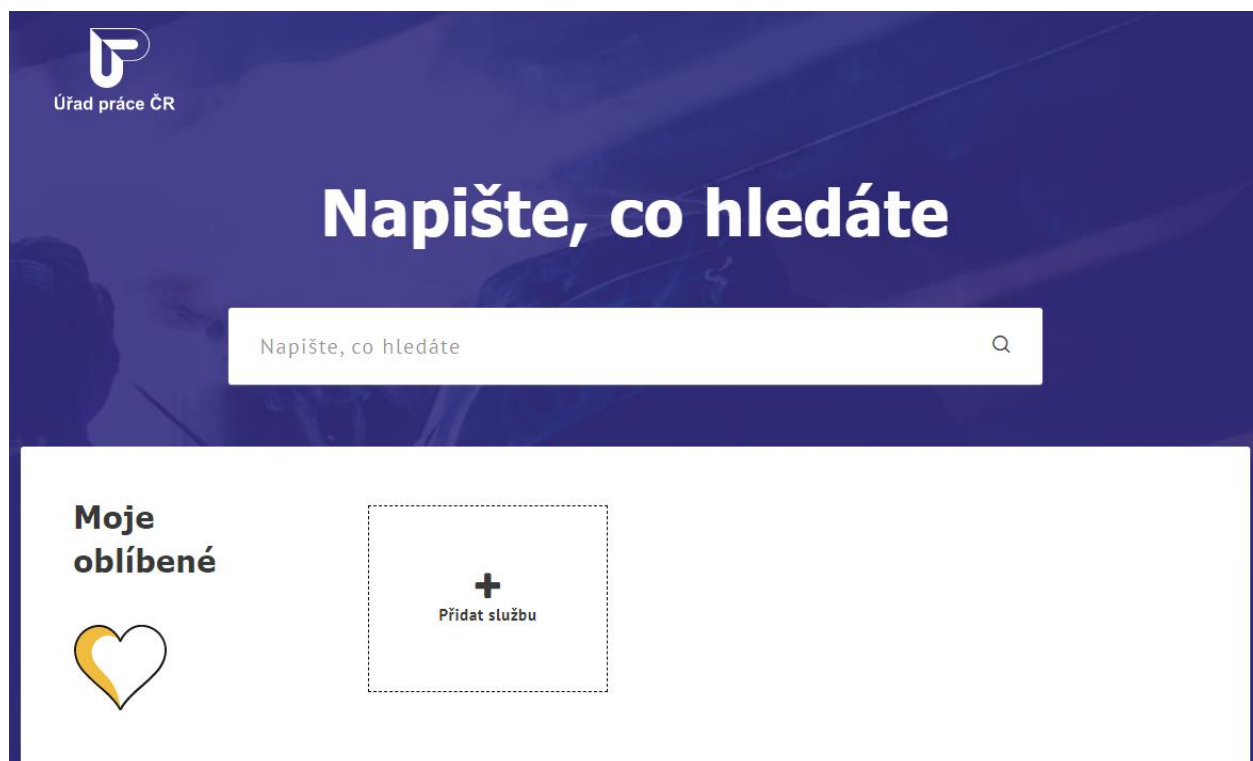 Úřad práce ČR
Napište, co hledáte
Napište, co hledáte
Moje
oblíbené
Přidat službu